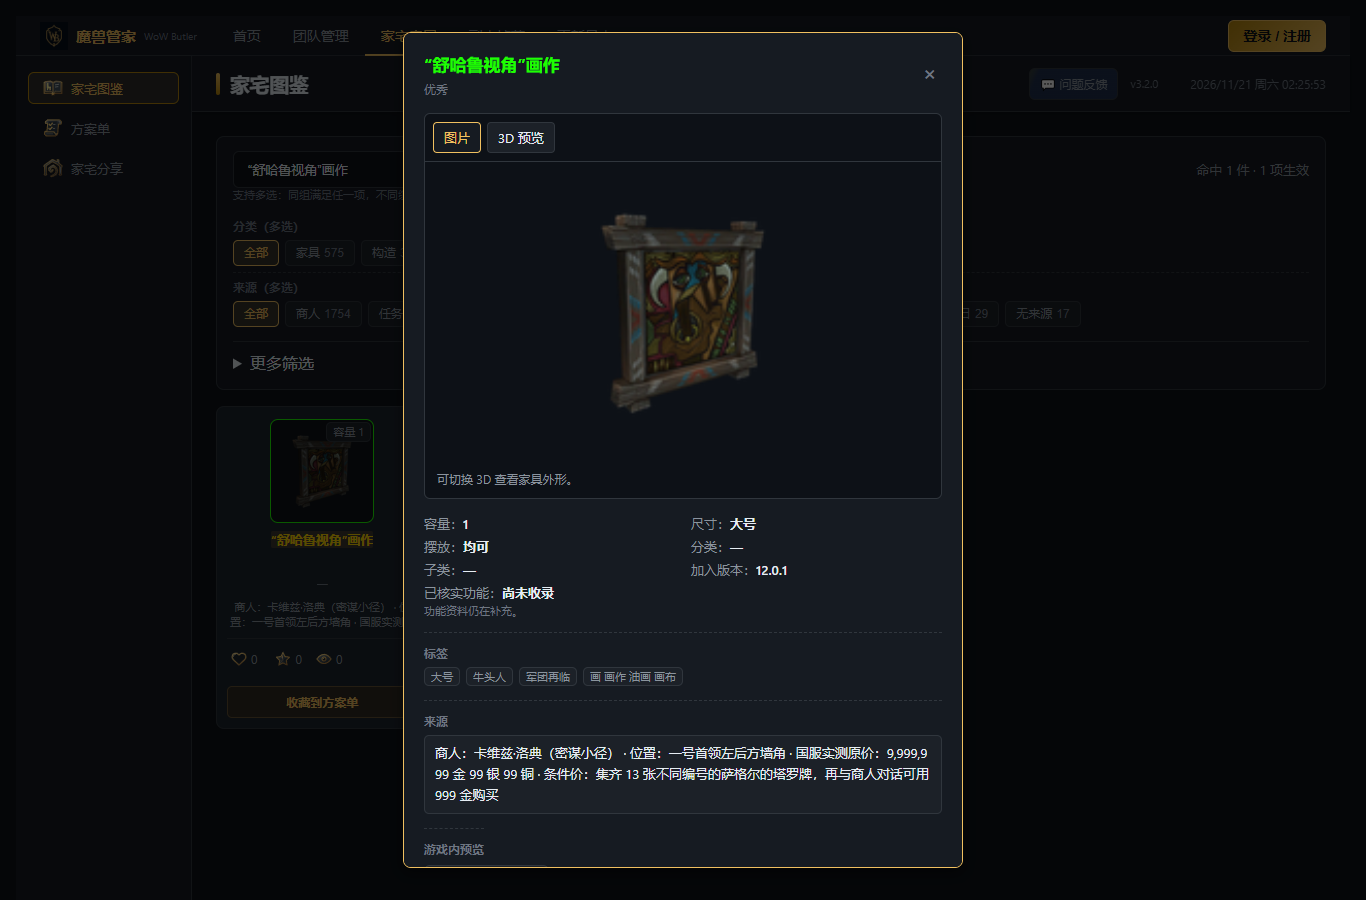 魔兽管家 WoW Butler 首页 团队管理
登录 / 注册
家宅图鉴
方案单
家宅分享
家宅图鉴
问题反馈 v3.2.0 2026/11/21 周六 02:25:53
“舒哈鲁视角”画作
命中 1 件 · 1 项生效
支持多选：同组满足任一项，不同
分类（多选）
全部 家具 575 构造
来源（多选）
全部 商人 1754 任务
日 29 无来源 17
▶ 更多筛选
容量 1
“舒哈鲁视角”画作
—
商人：卡维兹·洛典（密谋小径） ·
置：一号首领左后方墙角 · 国服实测
0 0 0
收藏到方案单
“舒哈鲁视角”画作
优秀
×
图片 3D 预览
可切换 3D 查看家具外形。
容量：1 尺寸：大号
摆放：均可 分类：—
子类：— 加入版本：12.0.1
已核实功能：尚未收录
功能资料仍在补充。
标签
大号 牛头人 军团再临 画 画作 油画 画布
来源
商人：卡维兹·洛典（密谋小径） · 位置：一号首领左后方墙角 · 国服实测原价：9,999,9
99 金 99 银 99 铜 · 条件价：集齐 13 张不同编号的萨格尔的塔罗牌，再与商人对话可用
999 金购买
游戏内预览